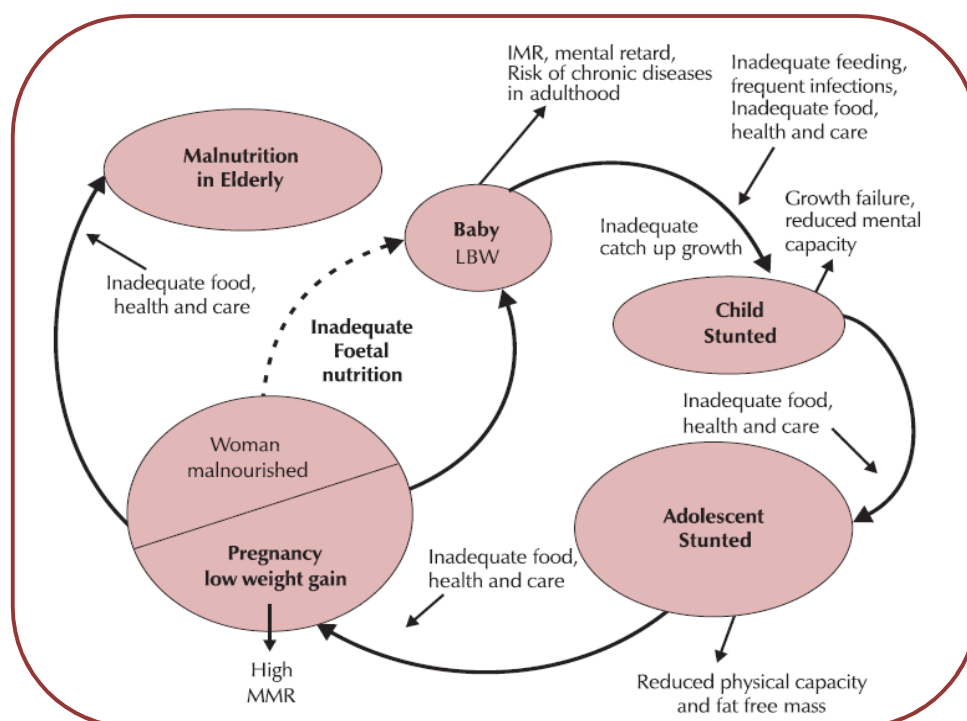 IMR, mental retard,
Risk of chronic diseases
in adulthood
Inadequate feeding,
frequent infections,
Inadequate food,
health and care
Malnutrition
in Elderly
Baby
LBW
Inadequate
catch up growth
Growth failure,
reduced mental
capacity
Inadequate food,
health and care
Inadequate
Foetal
nutrition
Child
Stunted
Inadequate food,
health and care
Woman
malnourished
Adolescent
Stunted
Pregnancy
low weight gain
Inadequate food,
health and care
High
MMR
Reduced physical capacity
and fat free mass